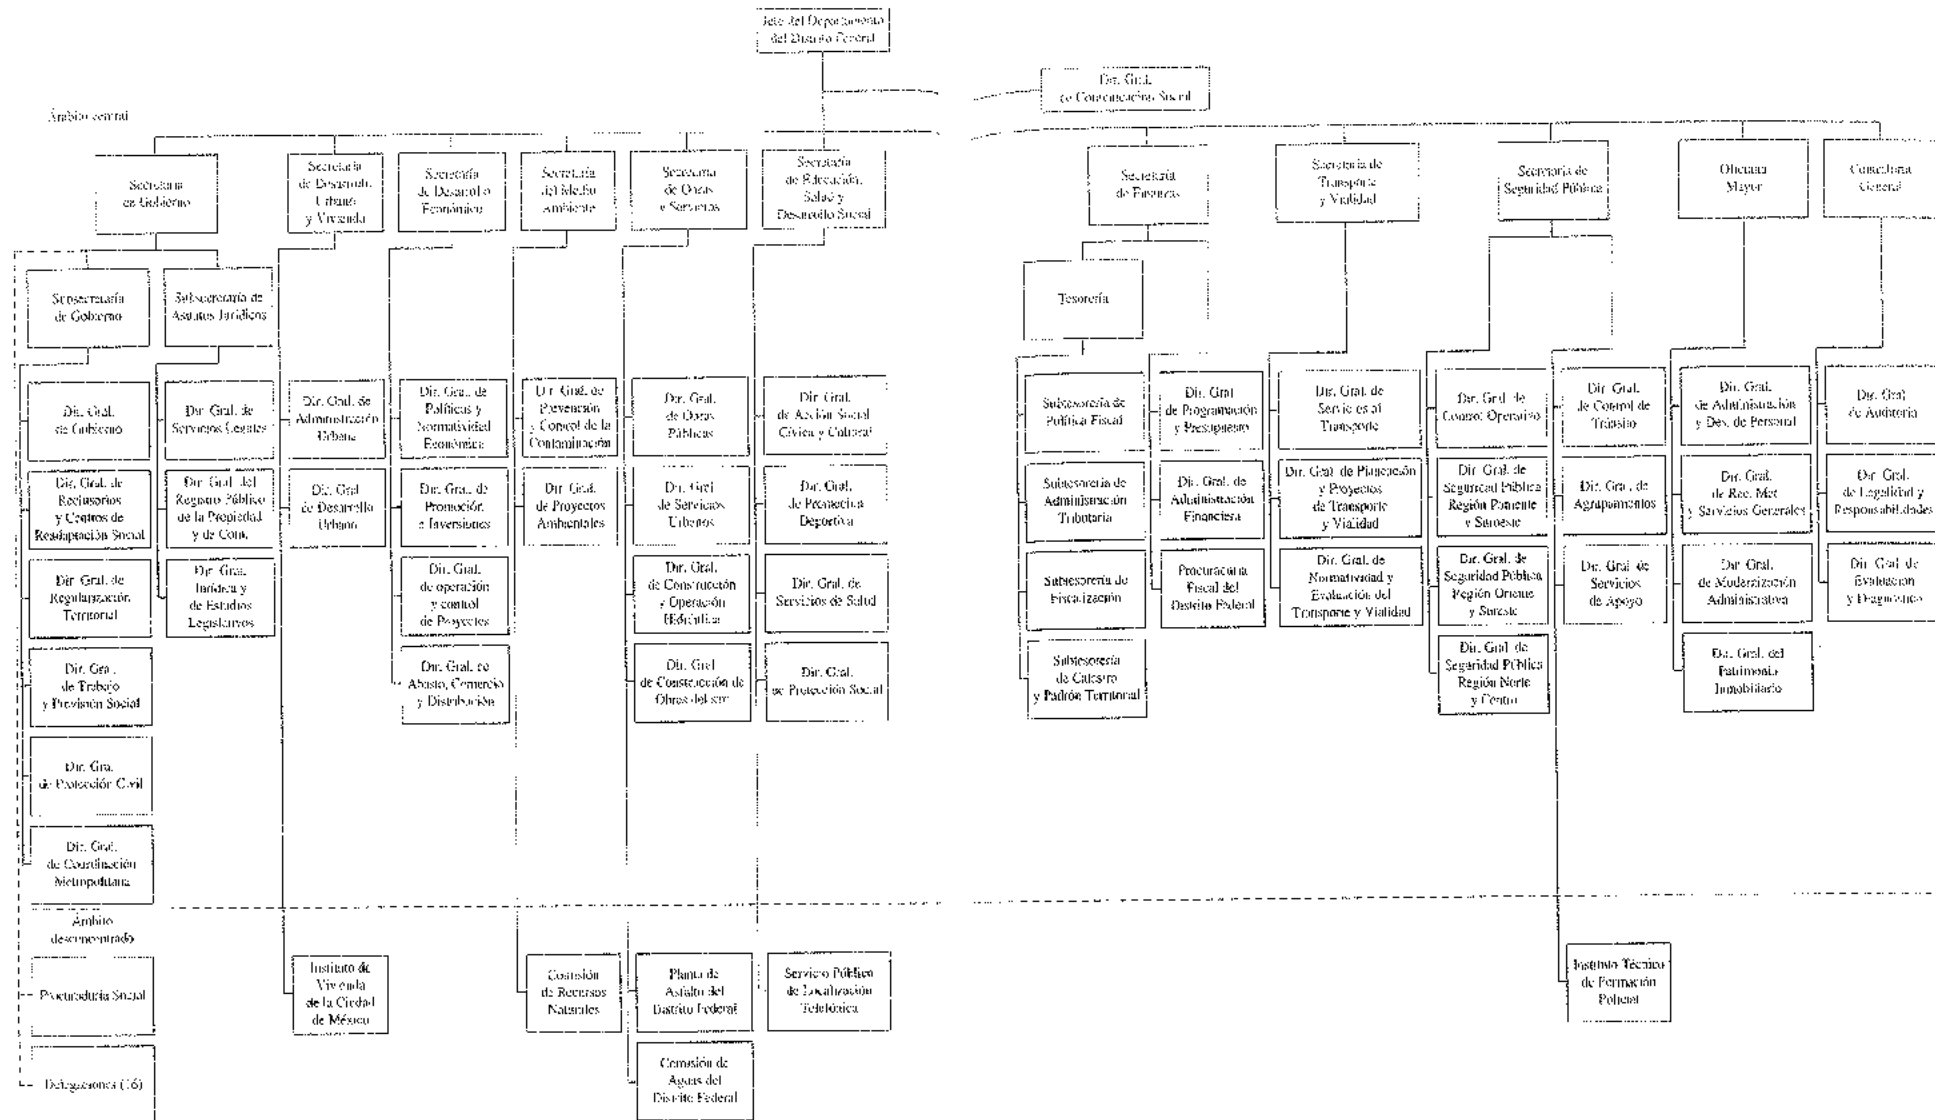 Jefe del Departamento
del Distrito Federal
Dir. Gral.
de Comunicación Social
Ámbito central
Secretaría
de Gobierno
Secretaría
de Desarrollo
Urbano
y Vivienda
Secretaría
de Desarrollo
Económico
Secretaría
del Medio
Ambiente
Secretaría
de Obras
y Servicios
Secretaría
de Educación,
Salud y
Desarrollo Social
Secretaría
de Finanzas
Secretaría de
Transporte
y Vialidad
Secretaría de
Seguridad Pública
Oficialía
Mayor
Contraloría
General
Subsecretaría
de Gobierno
Subsecretaría de
Asuntos Jurídicos
Tesorería
Dir. Gral.
de Gobierno
Dir. Gral. de
Servicios Legales
Dir. Gral. de
Administración
Urbana
Dir. Gral. de
Políticas y
Normatividad
Económica
Dir. Gral. de
Prevención
y Control de la
Contaminación
Dir. Gral.
de Obras
Públicas
Dir. Gral.
de Acción Social
Cívica y Cultural
Subtesorería de
Política Fiscal
Dir. Gral
de Programación
y Presupuesto
Dir. Gral. de
Servicios al
Transporte
Dir. Gral. de
Control Operativo
Dir. Gral.
de Control de
Tránsito
Dir. Gral.
de Administración
y Des. de Personal
Dir. Gral
de Auditoría
Dir. Gral. de
Reclusorios
y Centros de
Readaptación Social
Dir. Gral. del
Registro Público
de la Propiedad
y de Com.
Dir. Gral
de Desarrollo
Urbano
Dir. Gral. de
Promoción
e Inversiones
Dir. Gral.
de Proyectos
Ambientales
Dir. Gral
de Servicios
Urbanos
Dir. Gral.
de Promoción
Deportiva
Subtesorería de
Administración
Tributaria
Dir. Gral. de
Administración
Financiera
Dir. Gral. de Planeación
y Proyectos
de Transporte
y Vialidad
Dir. Gral. de
Seguridad Pública
Región Poniente
y Suroeste
Dir. Gral. de
Agrupamientos
Dir. Gral.
de Rec. Mat.
y Servicios Generales
Dir. Gral.
de Legalidad y
Responsabilidades
Dir. Gral. de
Regularización
Territorial
Dir. Gral.
Jurídica y
de Estudios
Legislativos
Dir. Gral.
de operación
y control
de Proyectos
Dir. Gral.
de Construcción
y Operación
Hidráulica
Dir. Gral. de
Servicios de Salud
Subtesorería de
Fiscalización
Procuraduría
Fiscal del
Distrito Federal
Dir. Gral. de
Normatividad y
Evaluación del
Transporte y Vialidad
Dir. Gral. de
Seguridad Pública
Región Oriente
y Sureste
Dir. Gral. de
Servicios
de Apoyo
Dir. Gral.
de Modernización
Administrativa
Dir. Gral. de
Evaluación
y Diagnóstico
Dir. Gral.
de Trabajo
y Previsión Social
Dir. Gral. de
Abasto, Comercio
y Distribución
Dir. Gral
de Construcción de
Obras del sur
Dir. Gral.
de Protección Social
Subtesorería
de Catastro
y Padrón Territorial
Dir. Gral. de
Seguridad Pública
Región Norte
y Centro
Dir. Gral. del
Patrimonio
Inmobiliario
Dir. Gral.
de Protección Civil
Dir. Gral.
de Coordinación
Metropolitana
Ámbito
desconcentrado
Procuraduría Social
Instituto de
Vivienda
de la Ciudad
de México
Comisión
de Recursos
Naturales
Planta de
Asfalto del
Distrito Federal
Servicio Público
de Localización
Telefónica
Instituto Técnico
de Formación
Policial
Delegaciones (16)
Comisión de
Aguas del
Distrito Federal